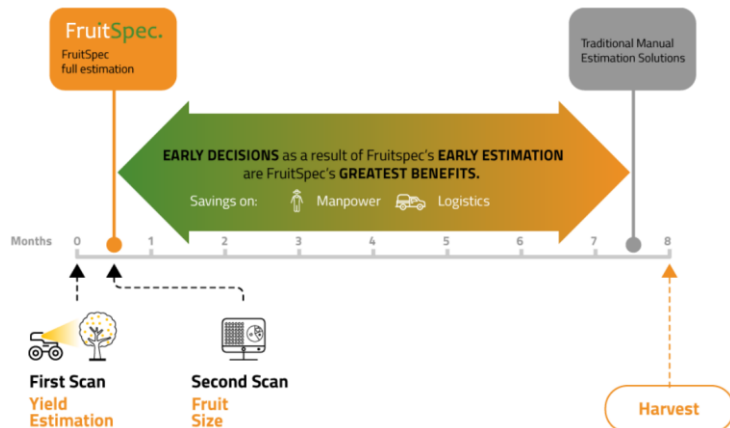 FruitSpec.
FruitSpec
full estimation
Traditional Manual
Estimation Solutions
EARLY DECISIONS as a result of Fruitspec's EARLY ESTIMATION
are FruitSpec's GREATEST BENEFITS.
Savings on: Manpower Logistics
Months 0 1 2 3 4 5 6 7 8
First Scan
Yield
Estimation
Second Scan
Fruit
Size
Harvest